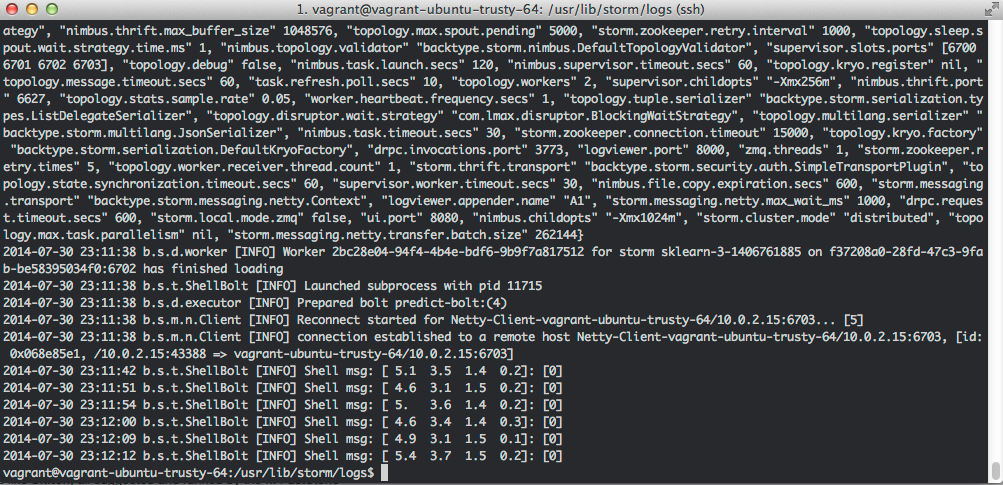 1. vagrant@vagrant-ubuntu-trusty-64: /usr/lib/storm/logs (ssh)
ategy", "nimbus.thrift.max_buffer_size" 1048576, "topology.max.spout.pending" 5000, "storm.zookeeper.retry.interval" 1000, "topology.sleep.s
pout.wait.strategy.time.ms" 1, "nimbus.topology.validator" "backtype.storm.nimbus.DefaultTopologyValidator", "supervisor.slots.ports" [6700
6701 6702 6703], "topology.debug" false, "nimbus.task.launch.secs" 120, "nimbus.supervisor.timeout.secs" 60, "topology.kryo.register" nil, "
topology.message.timeout.secs" 60, "task.refresh.poll.secs" 10, "topology.workers" 2, "supervisor.childopts" "-Xmx256m", "nimbus.thrift.port
" 6627, "topology.stats.sample.rate" 0.05, "worker.heartbeat.frequency.secs" 1, "topology.tuple.serializer" "backtype.storm.serialization.ty
pes.ListDelegateSerializer", "topology.disruptor.wait.strategy" "com.lmax.disruptor.BlockingWaitStrategy", "topology.multilang.serializer" "
backtype.storm.multilang.JsonSerializer", "nimbus.task.timeout.secs" 30, "storm.zookeeper.connection.timeout" 15000, "topology.kryo.factory"
 "backtype.storm.serialization.DefaultKryoFactory", "drpc.invocations.port" 3773, "logviewer.port" 8000, "zmq.threads" 1, "storm.zookeeper.r
etry.times" 5, "topology.worker.receiver.thread.count" 1, "storm.thrift.transport" "backtype.storm.security.auth.SimpleTransportPlugin", "to
pology.state.synchronization.timeout.secs" 60, "supervisor.worker.timeout.secs" 30, "nimbus.file.copy.expiration.secs" 600, "storm.messaging
.transport" "backtype.storm.messaging.netty.Context", "logviewer.appender.name" "A1", "storm.messaging.netty.max_wait_ms" 1000, "drpc.reques
t.timeout.secs" 600, "storm.local.mode.zmq" false, "ui.port" 8080, "nimbus.childopts" "-Xmx1024m", "storm.cluster.mode" "distributed", "topo
logy.max.task.parallelism" nil, "storm.messaging.netty.transfer.batch.size" 262144}
2014-07-30 23:11:38 b.s.d.worker [INFO] Worker 2bc28e04-94f4-4b4e-bdf6-9b9f7a817512 for storm sklearn-3-1406761885 on f37208a0-28fd-47c3-9fa
b-be58395034f0:6702 has finished loading
2014-07-30 23:11:38 b.s.t.ShellBolt [INFO] Launched subprocess with pid 11715
2014-07-30 23:11:38 b.s.d.executor [INFO] Prepared bolt predict-bolt:(4)
2014-07-30 23:11:38 b.s.m.n.Client [INFO] Reconnect started for Netty-Client-vagrant-ubuntu-trusty-64/10.0.2.15:6703... [5]
2014-07-30 23:11:38 b.s.m.n.Client [INFO] connection established to a remote host Netty-Client-vagrant-ubuntu-trusty-64/10.0.2.15:6703, [id:
 0x068e85e1, /10.0.2.15:43388 => vagrant-ubuntu-trusty-64/10.0.2.15:6703]
2014-07-30 23:11:42 b.s.t.ShellBolt [INFO] Shell msg: [ 5.1  3.5  1.4  0.2]: [0]
2014-07-30 23:11:51 b.s.t.ShellBolt [INFO] Shell msg: [ 4.6  3.1  1.5  0.2]: [0]
2014-07-30 23:11:54 b.s.t.ShellBolt [INFO] Shell msg: [ 5.   3.6  1.4  0.2]: [0]
2014-07-30 23:12:00 b.s.t.ShellBolt [INFO] Shell msg: [ 4.6  3.4  1.4  0.3]: [0]
2014-07-30 23:12:09 b.s.t.ShellBolt [INFO] Shell msg: [ 4.9  3.1  1.5  0.1]: [0]
2014-07-30 23:12:12 b.s.t.ShellBolt [INFO] Shell msg: [ 5.4  3.7  1.5  0.2]: [0]
vagrant@vagrant-ubuntu-trusty-64:/usr/lib/storm/logs$